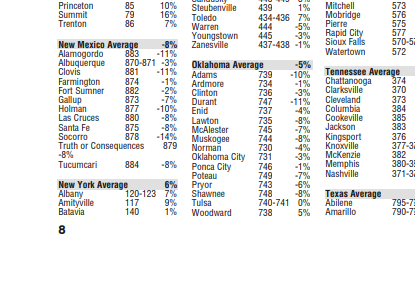 Princeton 85 10%
Summit 79 16%
Trenton 86 7%
New Mexico Average -8%
Alamogordo 883 -11%
Albuquerque 870-871 -3%
Clovis 881 -11%
Farmington 874 -1%
Fort Sumner 882 -2%
Gallup 873 -7%
Holman 877 -10%
Las Cruces 880 -8%
Santa Fe 875 -8%
Socorro 878 -14%
Truth or Consequences 879
-8%
Tucumcari 884 -8%
New York Average 6%
Albany 120-123 7%
Amityville 117 9%
Batavia 140 1%
8
Steubenville 439 1%
Toledo 434-436 7%
Warren 444 -5%
Youngstown 445 -3%
Zanesville 437-438 -1%
Oklahoma Average -5%
Adams 739 -10%
Ardmore 734 -1%
Clinton 736 -3%
Durant 747 -11%
Enid 737 -4%
Lawton 735 -8%
McAlester 745 -7%
Muskogee 744 -8%
Norman 730 -4%
Oklahoma City 731 -3%
Ponca City 746 -1%
Poteau 749 -7%
Pryor 743 -6%
Shawnee 748 -8%
Tulsa 740-741 0%
Woodward 738 5%
Mitchell 573
Mobridge 576
Pierre 575
Rapid City 577
Sioux Falls 570-5
Watertown 572
Tennessee Average
Chattanooga 374
Clarksville 370
Cleveland 373
Columbia 384
Cookeville 385
Jackson 383
Kingsport 376
Knoxville 377-3
McKenzie 382
Memphis 380-3
Nashville 371-3
Texas Average
Abilene 795-7
Amarillo 790-7